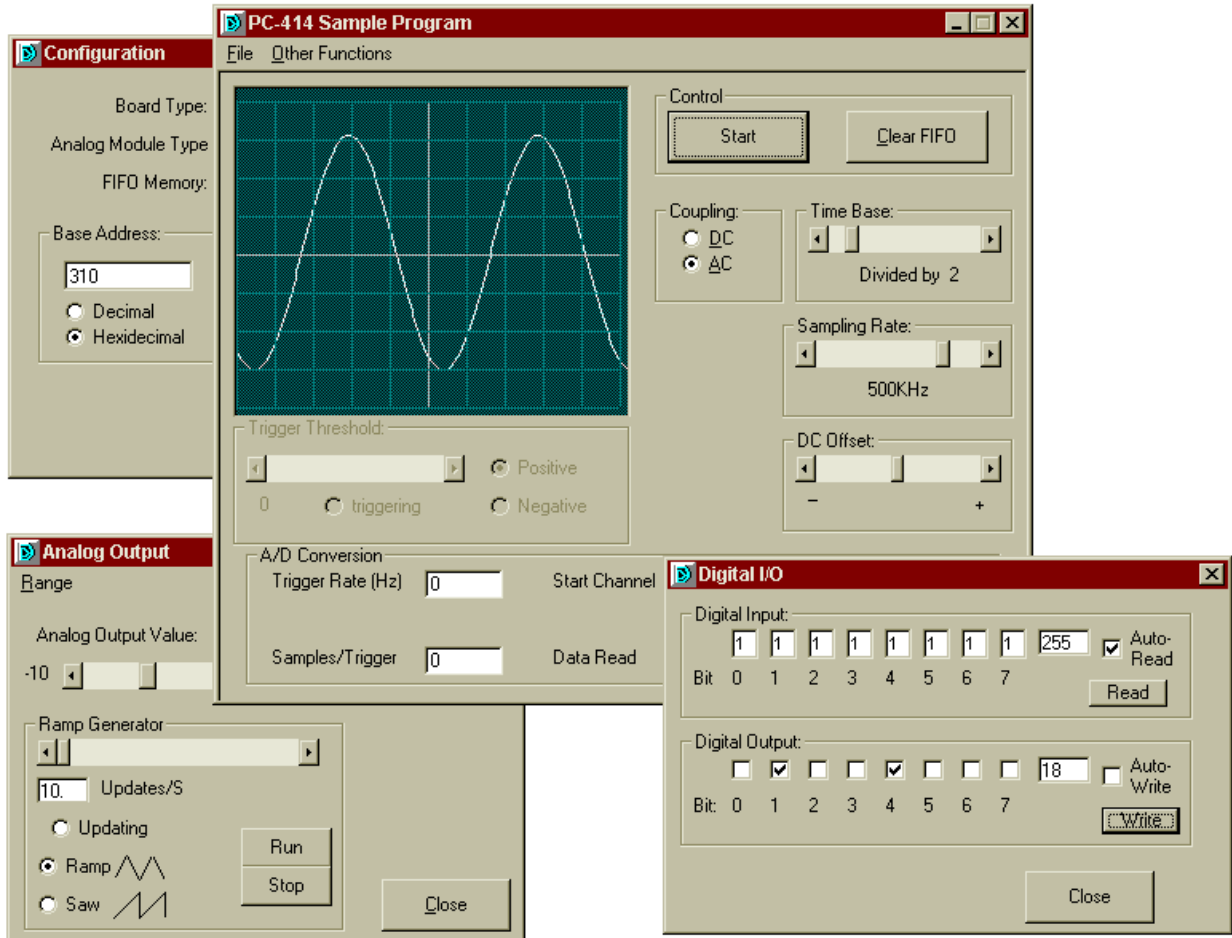 PC-414 Sample Program
File Other Functions
Control
Start
Clear FIFO
Coupling:
DC
AC
Time Base:
Divided by 2
Sampling Rate:
500KHz
DC Offset:
- +
Trigger Threshold:
0
triggering
Positive
Negative
A/D Conversion
Trigger Rate (Hz) 0 Start Channel
Samples/Trigger 0 Data Read
Configuration
Board Type:
Analog Module Type
FIFO Memory:
Base Address:
310
Decimal
Hexidecimal
Analog Output
Range
Analog Output Value:
-10
Ramp Generator
10. Updates/S
Updating
Ramp
Saw
Run
Stop
Close
Digital I/O
Digital Input:
1 1 1 1 1 1 1 1 255
Auto-
Read
Bit 0 1 2 3 4 5 6 7
Read
Digital Output:
18
Auto-
Write
Bit: 0 1 2 3 4 5 6 7
Write
Close